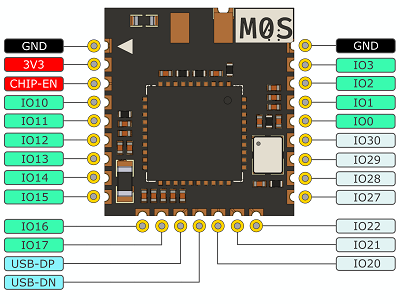 M0S
GND
3V3
CHIP-EN
IO10
IO11
IO12
IO13
IO14
IO15
IO16
IO17
USB-DP
USB-DN
GND
IO3
IO2
IO1
IO0
IO30
IO29
IO28
IO27
IO22
IO21
IO20